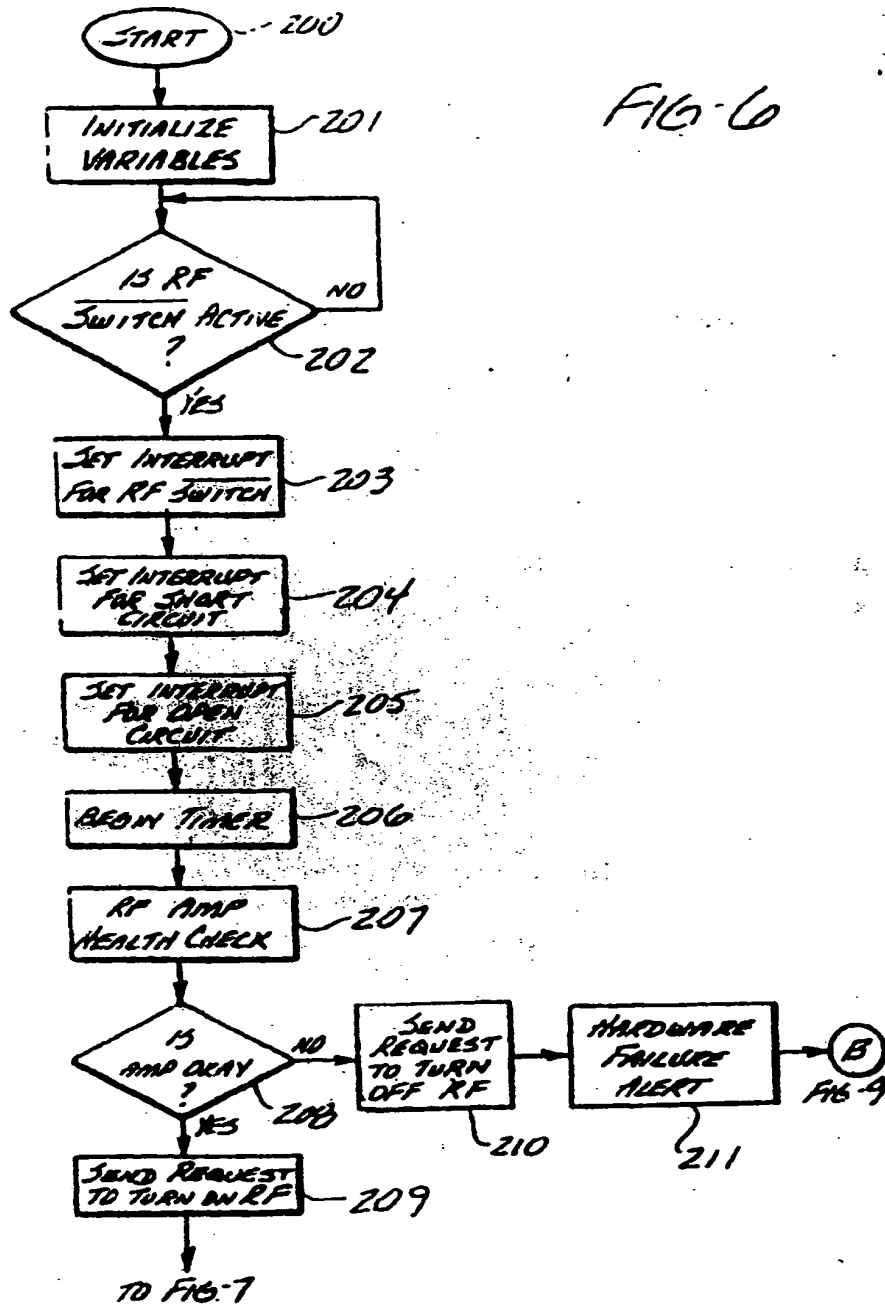 START
200
FIG-6
INITIALIZE
VARIABLES
201
IS RF
SWITCH ACTIVE
?
NO
202
YES
SET INTERRUPT
FOR RF SWITCH
203
SET INTERRUPT
FOR SHORT
CIRCUIT
204
SET INTERRUPT
FOR OPEN
CIRCUIT
205
BEGIN TIMER
206
RF AMP
HEALTH CHECK
207
IS
AMP OKAY
?
NO
208
YES
SEND REQUEST
TO TURN
OFF RF
210
HARDWARE
FAILURE
ALERT
211
B
FIG-9
SEND REQUEST
TO TURN ON RF
209
TO FIG-7